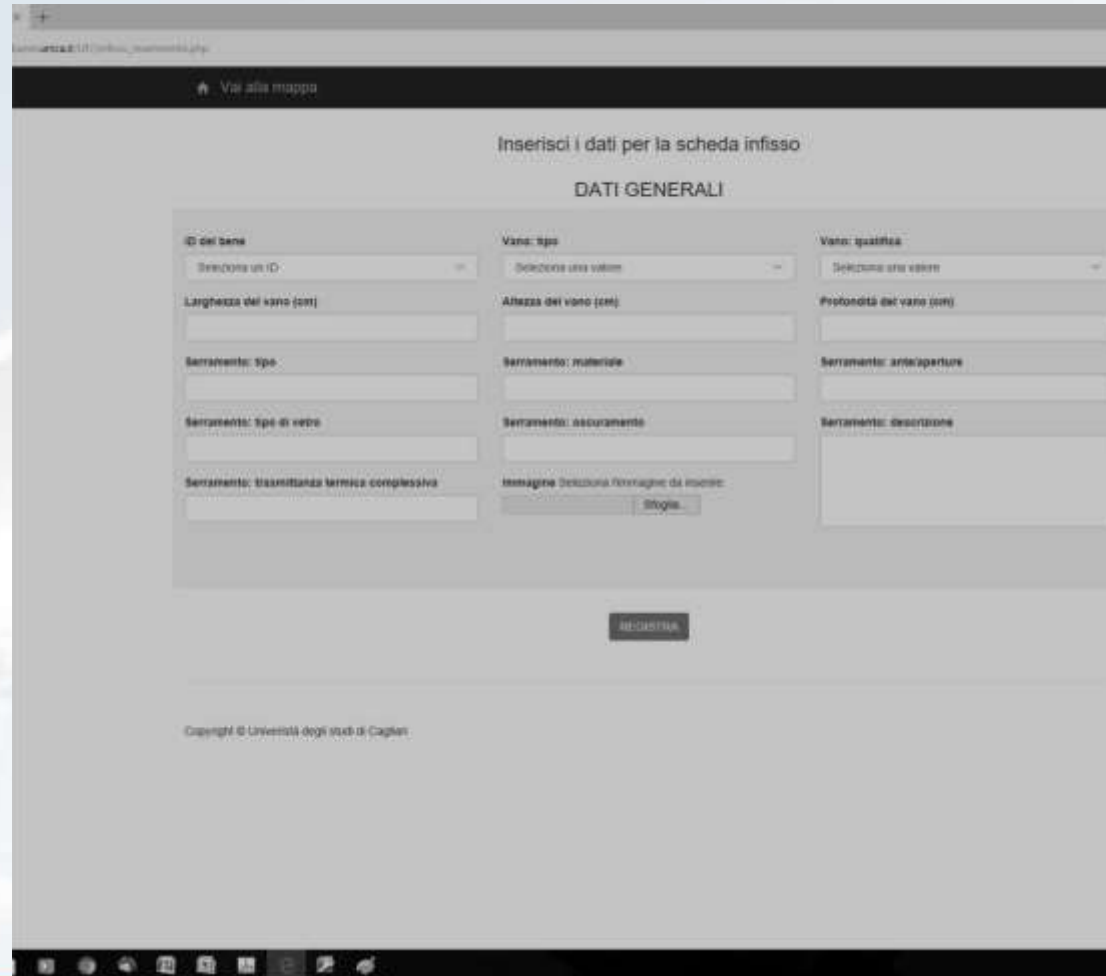 Vai alla mappa
Inserisci i dati per la scheda infisso
DATI GENERALI
ID del bene
Vano: tipo
Vano: qualifica
Seleziona un ID
Seleziona una valore
Seleziona una valore
Larghezza del vano (cm)
Altezza del vano (cm)
Profondità del vano (cm)
Serramento: tipo
Serramento: materiale
Serramento: ante/aperture
Serramento: tipo di vetro
Serramento: oscuramento
Serramento: descrizione
Serramento: trasmittanza termica complessiva
Immagine Seleziona l'immagine da inserire
Sfoglia...
REGISTRA
Copyright © Università degli studi di Cagliari